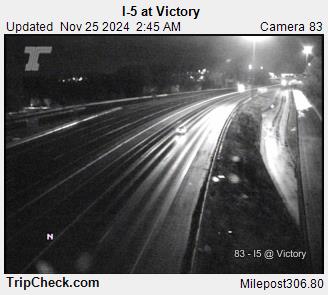 I-5 at Victory
Updated  Nov 25 2024  2:45 AM
Camera 83
TR
N
83 - I5 @ Victory
TripCheck.com
Milepost306.80